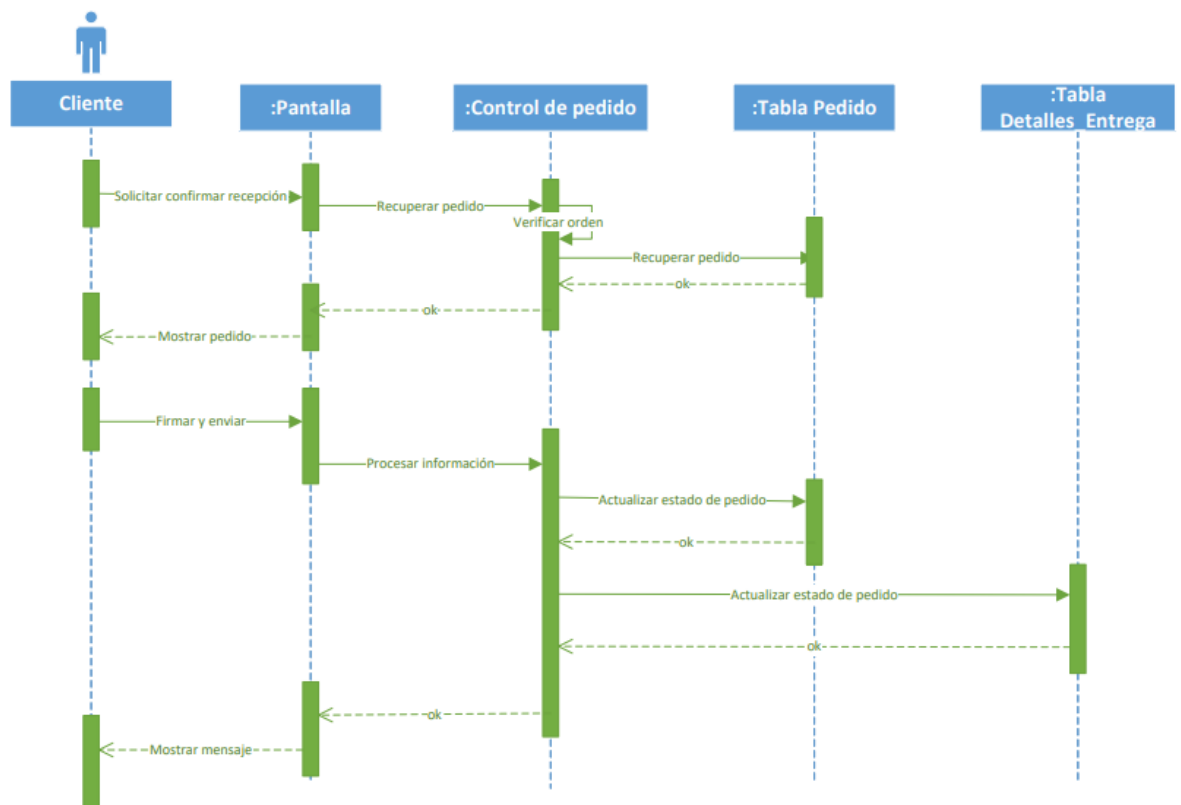 Cliente
:Pantalla
:Control de pedido
:Tabla Pedido
:Tabla
Detalles_Entrega
Solicitar confirmar recepción
Recuperar pedido
Verificar orden
Recuperar pedido
ok
ok
Mostrar pedido
Firmar y enviar
Procesar información
Actualizar estado de pedido
ok
Actualizar estado de pedido
ok
ok
Mostrar mensaje